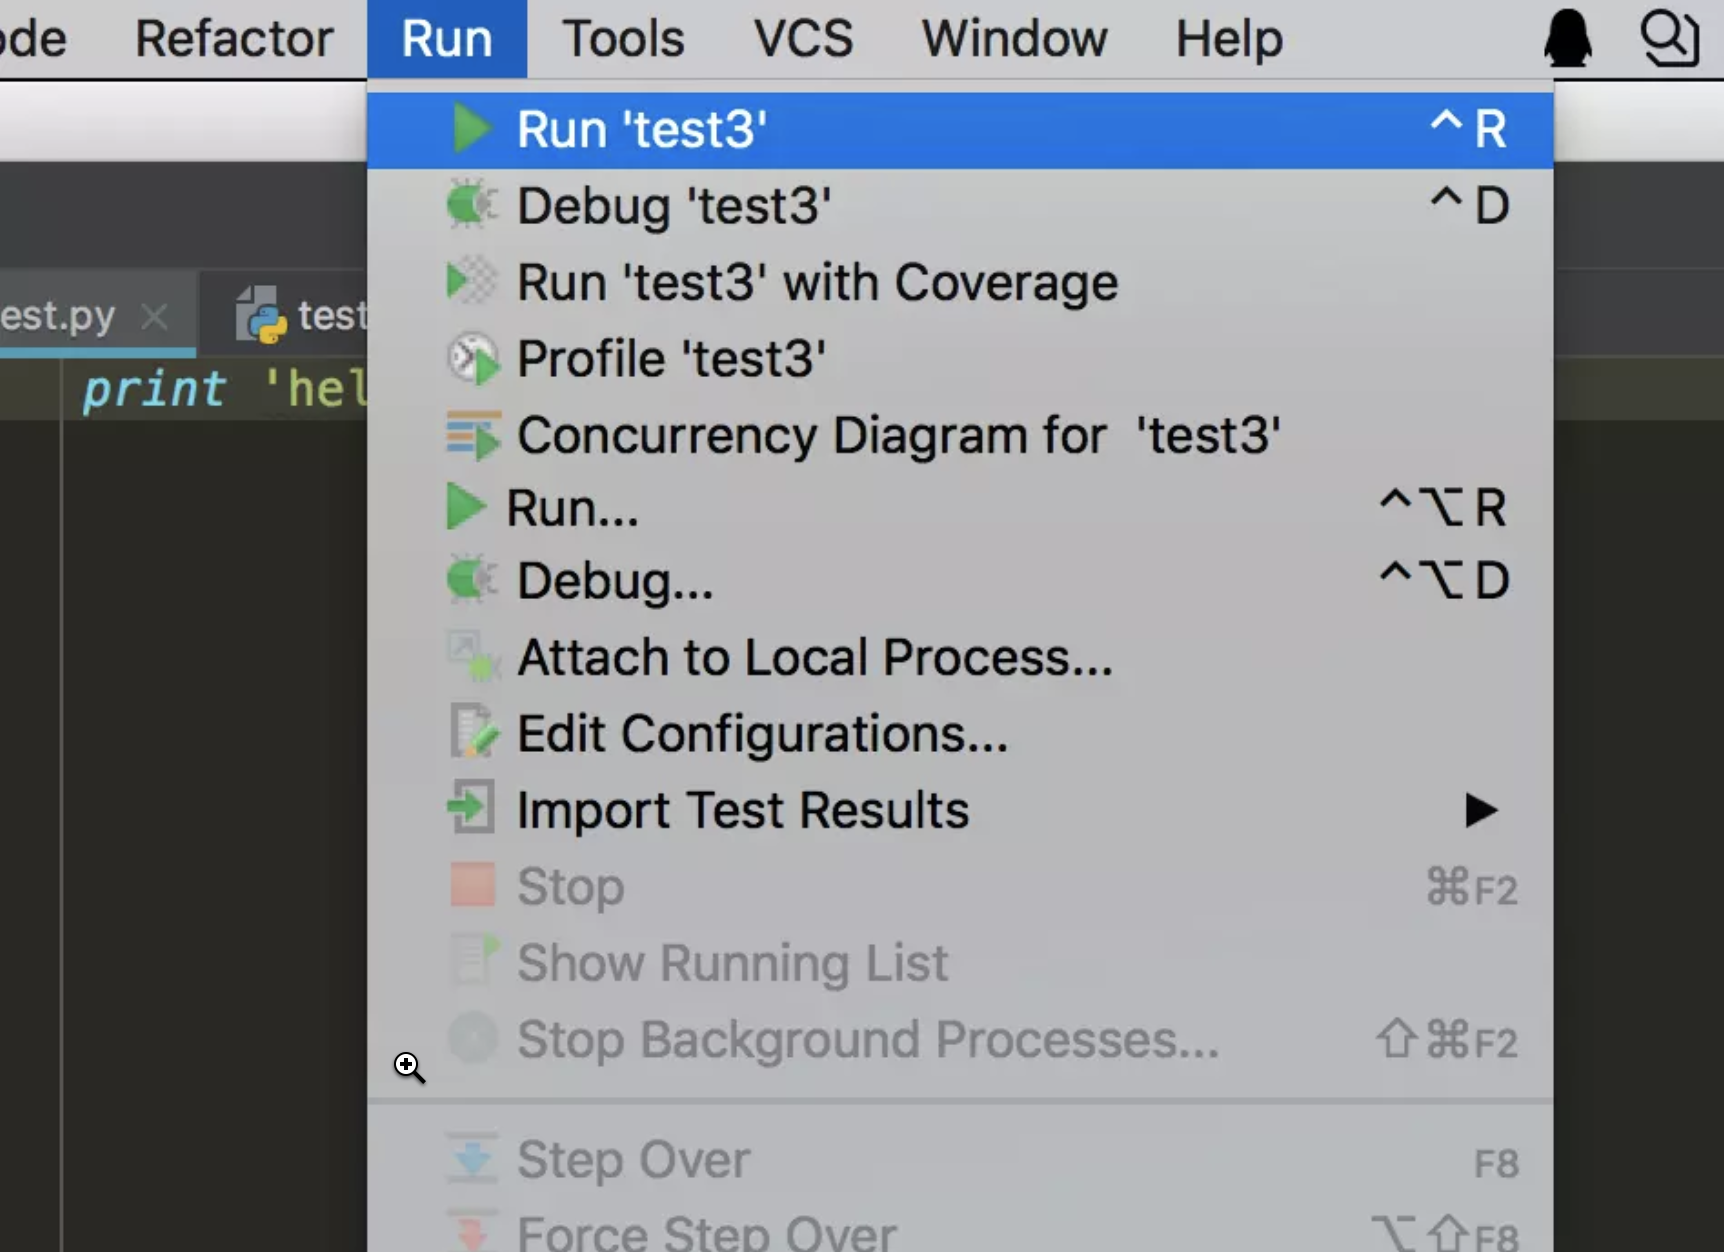 ode Refactor Run Tools VCS Window Help
Run 'test3' ^ R
Debug 'test3' ^ D
Run 'test3' with Coverage
est.py × test
Profile 'test3'
print 'hel
Concurrency Diagram for 'test3'
Run... ^⌥ R
Debug... ^⌥ D
Attach to Local Process...
Edit Configurations...
Import Test Results ▶
Stop ⌘F2
Show Running List
Stop Background Processes... ⇧⌘F2
Step Over F8
Force Step Over ⌥⇧F8